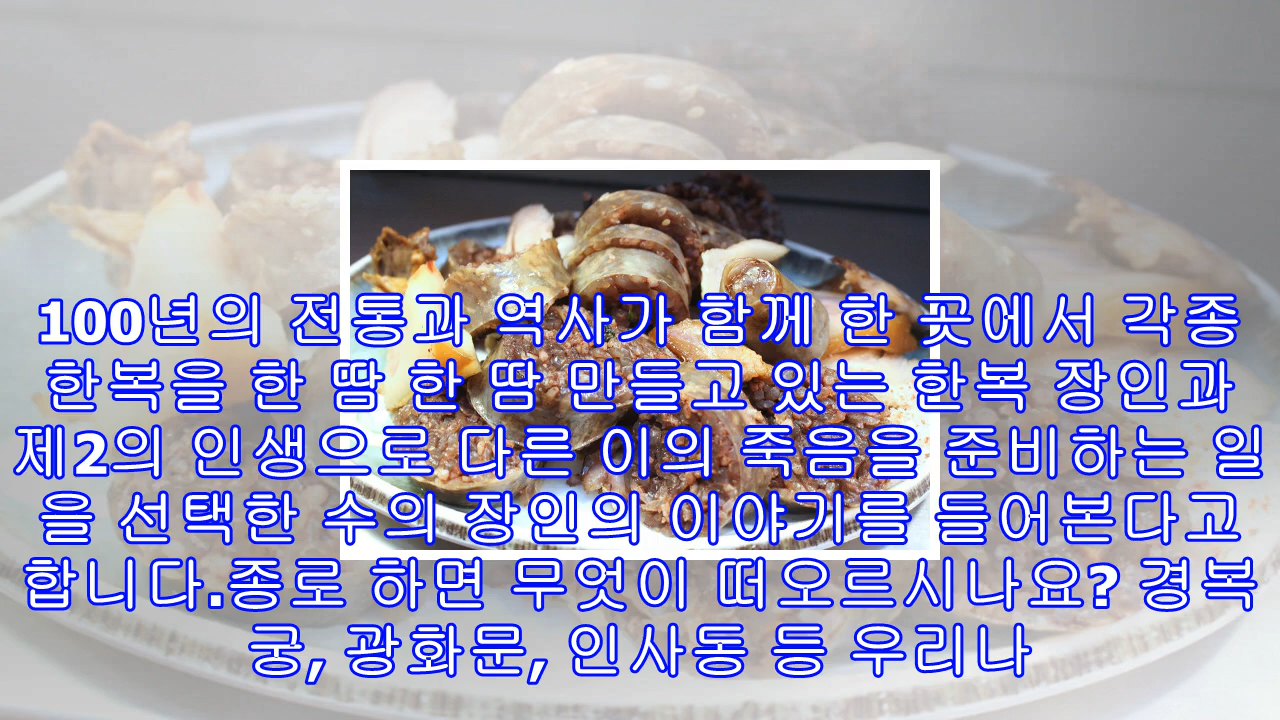 100년의 전통과 역사가 함께 한 곳에서 각종
한복을 한 땀 한 땀 만들고 있는 한복 장인과
제2의 인생으로 다른 이의 죽음을 준비하는 일
을 선택한 수의 장인의 이야기를 들어본다고
합니다.종로 하면 무엇이 떠오르시나요? 경복
궁, 광화문, 인사동 등 우리나